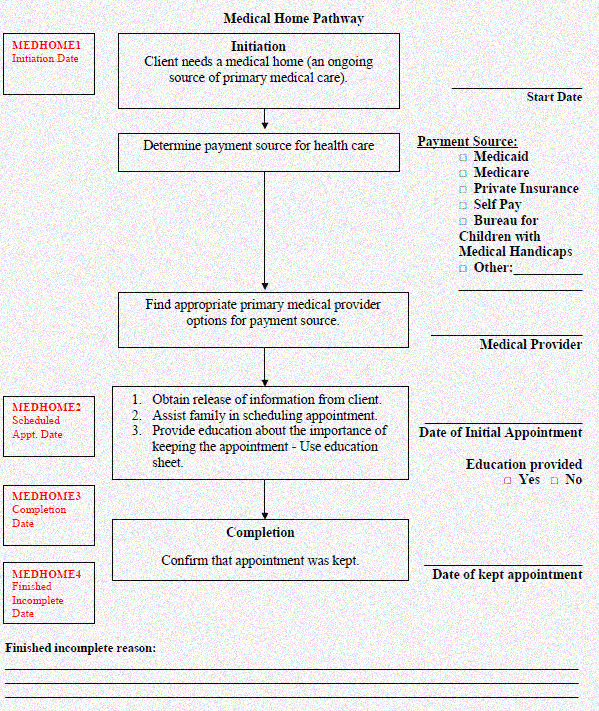 Medical Home Pathway
MEDHOME1
Initiation Date
Initiation
Client needs a medical home (an ongoing
source of primary medical care).
Start Date
Determine payment source for health care
Payment Source:
□ Medicaid
□ Medicare
□ Private Insurance
□ Self Pay
□ Bureau for
Children with
Medical Handicaps
□ Other:___________
Find appropriate primary medical provider
options for payment source.
Medical Provider
MEDHOME2
Scheduled
Appt. Date
1. Obtain release of information from client.
2. Assist family in scheduling appointment.
3. Provide education about the importance of
keeping the appointment - Use education
sheet.
Date of Initial Appointment
Education provided
□ Yes □ No
MEDHOME3
Completion
Date
Completion
Confirm that appointment was kept.
Date of kept appointment
MEDHOME4
Finished
Incomplete
Date
Finished incomplete reason: